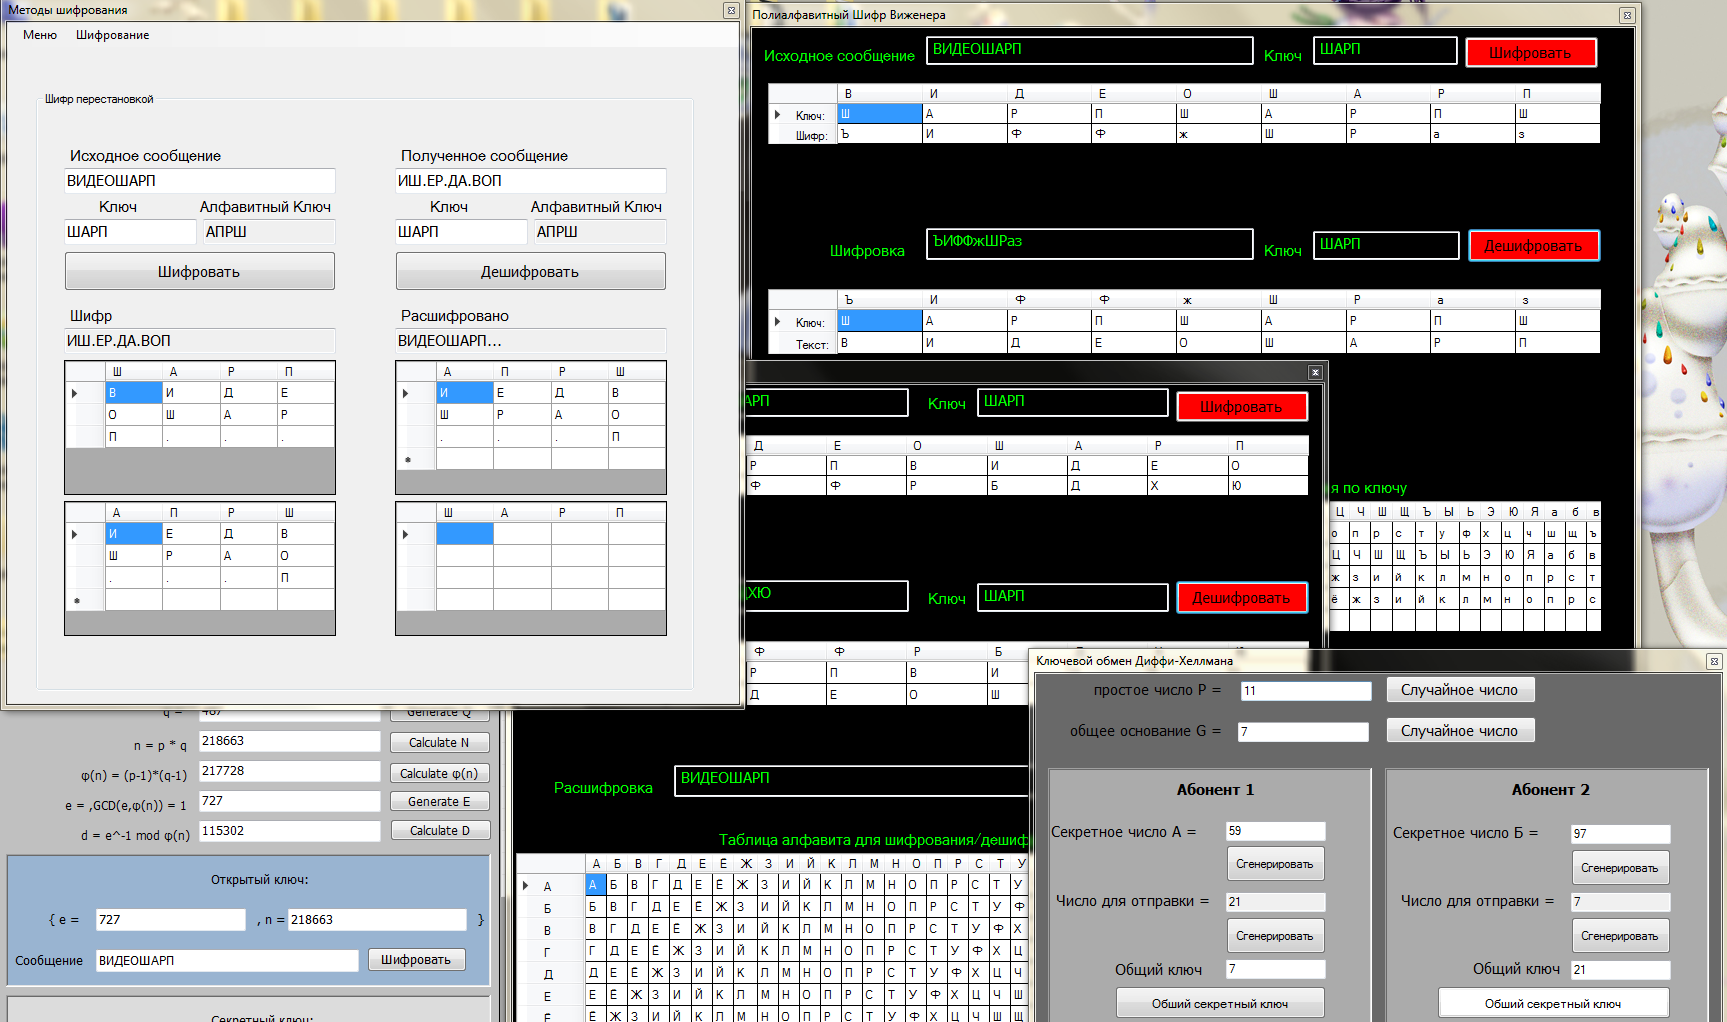 Методы шифрования
Меню Шифрование
Шифр перестановкой
Исходное сообщение
ВИДЕОШАРП
Ключ Алфавитный Ключ
ШАРП АПРШ
Шифровать
Шифр
ИШ.ЕР.ДА.ВОП
Ш А Р П
В И Д Е
О Ш А Р
П . . .
А П Р Ш
И Е Д В
Ш Р А О
. . . П
Полученное сообщение
ИШ.ЕР.ДА.ВОП
Ключ Алфавитный Ключ
ШАРП АПРШ
Дешифровать
Расшифровано
ВИДЕОШАРП...
А П Р Ш
И Е Д В
Ш Р А О
. . . П
Ш А Р П
Полиалфавитный Шифр Виженера
Исходное сообщение ВИДЕОШАРП Ключ ШАРП Шифровать
В И Д Е О Ш А Р П
Ключ: Ш А Р П Ш А Р П Ш
Шифр: Ъ И Ф Ф ж Ш Р а з
Шифровка ЪИФФжШРаз Ключ ШАРП Дешифровать
Ъ И Ф Ф ж Ш Р а з
Ключ: Ш А Р П Ш А Р П Ш
Текст: В И Д Е О Ш А Р П
я по ключу
Ц Ч Ш Щ Ъ Ы Ь Э Ю Я а б в
о п р с т у ф х ц ч ш щ ъ
Ц Ч Ш Щ Ъ Ы Ь Э Ю Я а б в
ж з и й к л м н о п р с т
ё ж з и й к л м н о п р с
АРП Ключ ШАРП Шифровать
Д Е О Ш А Р П
Р П В И Д Е О
Ф Ф Р Б Д Х Ю
ХЮ Ключ ШАРП Дешифровать
Ф Ф Р Б
Р П В И
Д Е О Ш
Расшифровка ВИДЕОШАРП
Таблица алфавита для шифрования/дешиф
А Б В Г Д Е Ё Ж З И Й К Л М Н О П Р С Т У
А А Б В Г Д Е Ё Ж З И Й К Л М Н О П Р С Т У
Б Б В Г Д Е Ё Ж З И Й К Л М Н О П Р С Т У Ф
В В Г Д Е Ё Ж З И Й К Л М Н О П Р С Т У Ф Х
Г Г Д Е Ё Ж З И Й К Л М Н О П Р С Т У Ф Х Ц
Д Д Е Ё Ж З И Й К Л М Н О П Р С Т У Ф Х Ц Ч
Е Е Ё Ж З И Й К Л М Н О П Р С Т У Ф Х Ц Ч Ш
Ё Ё Ж З И Й К Л М Н О П Р С Т У Ф Х Ц Ч Ш Щ
q = 487 Generate Q
n = p * q 218663 Calculate N
φ(n) = (p-1)*(q-1) 217728 Calculate φ(n)
e = ,GCD(e,φ(n)) = 1 727 Generate E
d = e^-1 mod φ(n) 115302 Calculate D
Открытый ключ:
{ e = 727 , n = 218663 }
Сообщение ВИДЕОШАРП Шифровать
Секретный ключ:
Ключевой обмен Диффи-Хеллмана
простое число P = 11 Случайное число
общее основание G = 7 Случайное число
Абонент 1
Секретное число А = 59
Сгенерировать
Число для отправки = 21
Сгенерировать
Общий ключ 7
Обший секретный ключ
Абонент 2
Секретное число Б = 97
Сгенерировать
Число для отправки = 7
Сгенерировать
Общий ключ 21
Обший секретный ключ